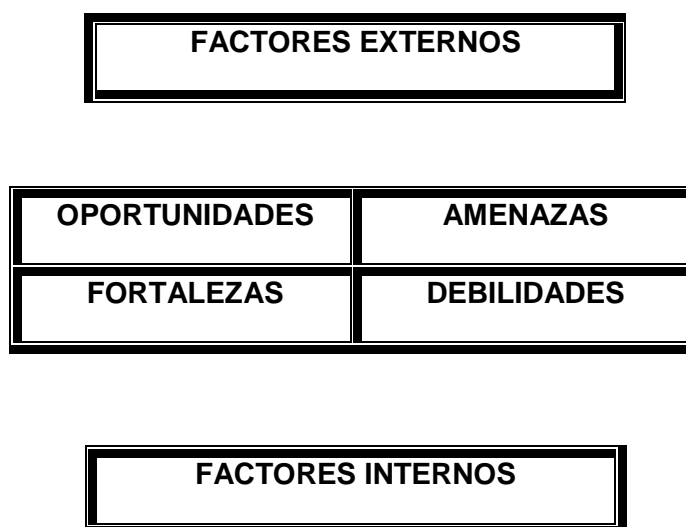 FACTORES EXTERNOS
OPORTUNIDADES AMENAZAS
FORTALEZAS DEBILIDADES
FACTORES INTERNOS